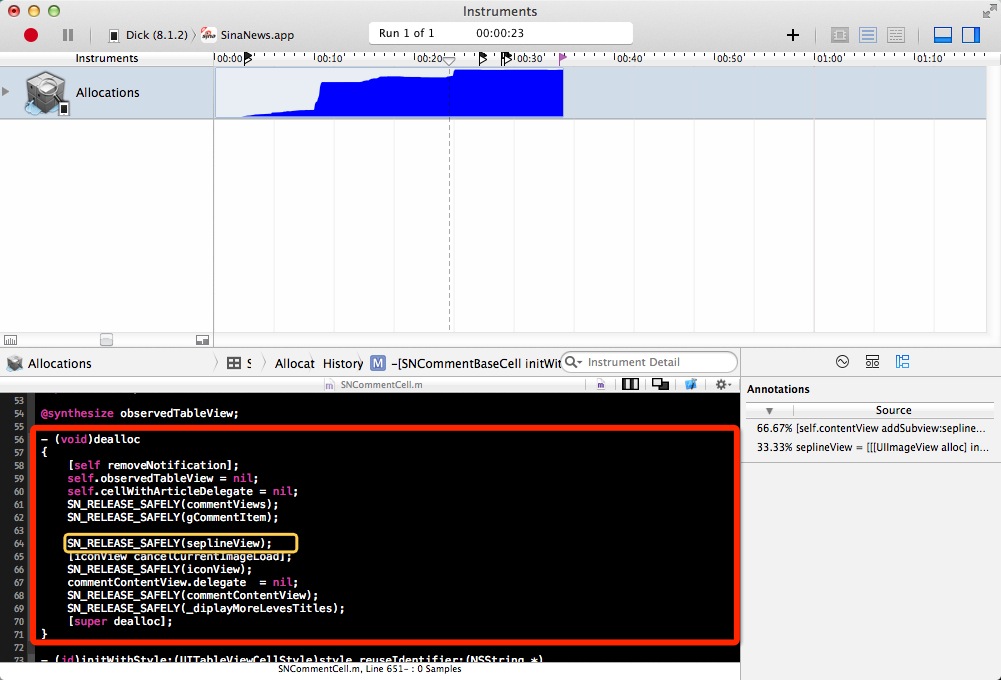 Instruments
Dick (8.1.2) SinaNews.app
Run 1 of 1 00:00:23
Instruments 00:00 00:10 00:20 00:30 00:40 00:50 01:00 01:10
Allocations
Allocations S Allocat History M -[SNCommentBaseCell initWit Instrument Detail
m SNCommentCell.m
Annotations
Source
66.67% [self.contentView addSubview:sepline...
33.33% seplineView = [[[UIImageView alloc] in...
53
54 @synthesize observedTableView;
55
56 - (void)dealloc
57 {
58 [self removeNotification];
59 self.observedTableView = nil;
60 self.cellWithArticleDelegate = nil;
61 SN_RELEASE_SAFELY(commentViews);
62 SN_RELEASE_SAFELY(gCommentItem);
63
64 SN_RELEASE_SAFELY(seplineView);
65 [iconView cancelCurrentImageLoad];
66 SN_RELEASE_SAFELY(iconView);
67 commentContentView.delegate = nil;
68 SN_RELEASE_SAFELY(commentContentView);
69 SN_RELEASE_SAFELY(_diplayMoreLevesTitles);
70 [super dealloc];
71 }
72
73 - (id)initWithStyle:(UITableViewCellStyle)style reuseIdentifier:(NSString *)
SNCommentCell.m, Line 651- : 0 Samples